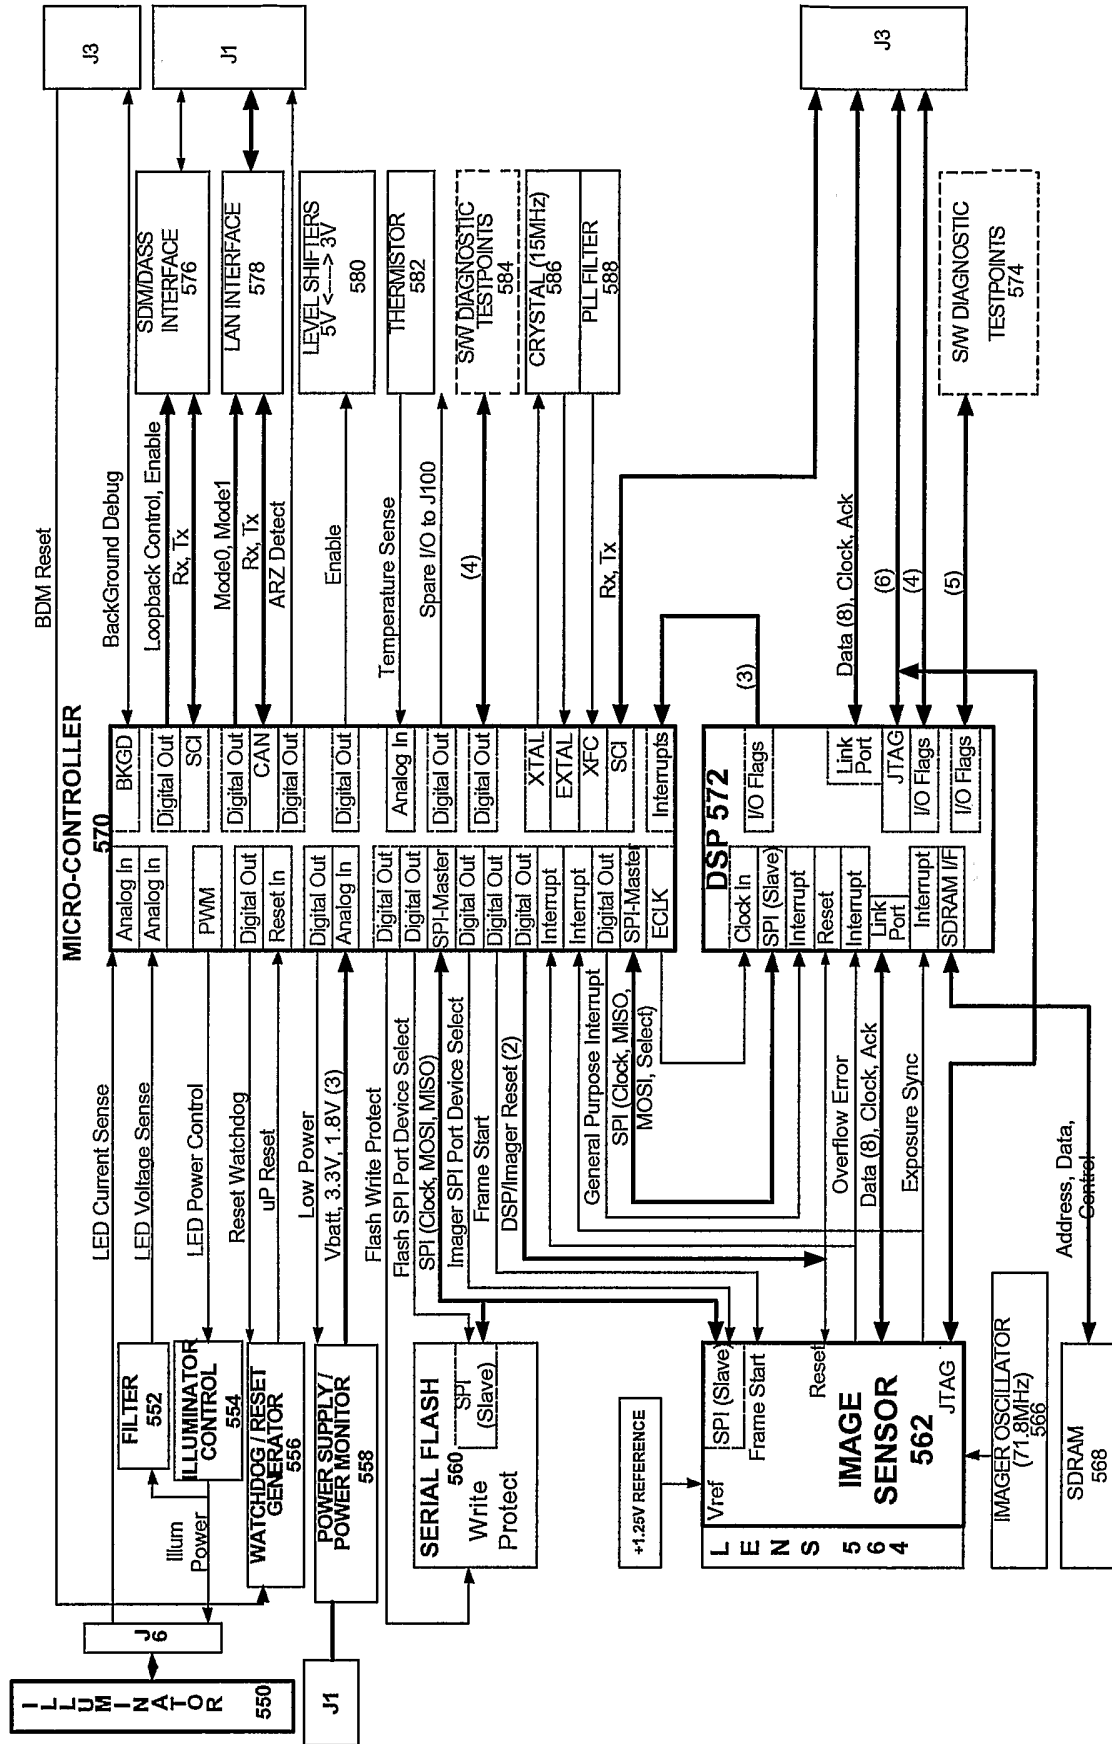 ILLUMINATOR
550
J1
J6
Illum
Power
FILTER
552
ILLUMINATOR
CONTROL
554
WATCHDOG / RESET
GENERATOR
556
POWER SUPPLY /
POWER MONITOR
558
SERIAL FLASH
560
SPI
(Slave)
Write
Protect
+1.25V REFERENCE
LENS 564
Vref
SPI (Slave)
Frame Start
Reset
IMAGE
SENSOR
562
JTAG
IMAGER OSCILLATOR
(71.8MHz)
566
SDRAM
568
LED Current Sense
LED Voltage Sense
LED Power Control
Reset Watchdog
uP Reset
Low Power
Vbatt, 3.3V, 1.8V (3)
Flash Write Protect
Flash SPI Port Device Select
SPI (Clock, MOSI, MISO)
Imager SPI Port Device Select
Frame Start
DSP/Imager Reset (2)
General Purpose Interrupt
SPI (Clock, MISO,
MOSI, Select)
Overflow Error
Data (8), Clock, Ack
Exposure Sync
Address, Data,
Control
MICRO-CONTROLLER
570
Analog In
Analog In
PWM
Digital Out
Reset In
Digital Out
Analog In
Digital Out
Digital Out
SPI-Master
Digital Out
Digital Out
Digital Out
Interrupt
Interrupt
Digital Out
SPI-Master
ECLK
BKGD
Digital Out
SCI
Digital Out
CAN
Digital Out
Digital Out
Analog In
Digital Out
Digital Out
XTAL
EXTAL
XFC
SCI
Interrupts
DSP 572
Clock In
SPI (Slave)
Interrupt
Reset
Interrupt
Link
Port
Interrupt
SDRAM I/F
I/O Flags
Link
Port
JTAG
I/O Flags
I/O Flags
BDM Reset
BackGround Debug
Loopback Control, Enable
Rx, Tx
Mode0, Mode1
Rx, Tx
ARZ Detect
Enable
Temperature Sense
Spare I/O to J100
(4)
Rx, Tx
(3)
Data (8), Clock, Ack
(6)
(4)
(5)
SDM/DASS
INTERFACE
576
LAN INTERFACE
578
LEVEL SHIFTERS
5V <----> 3V
580
THERMISTOR
582
S/W DIAGNOSTIC
TESTPOINTS
584
CRYSTAL (15MHz)
586
PLL FILTER
588
S/W DIAGNOSTIC
TESTPOINTS
574
J3
J1
J3